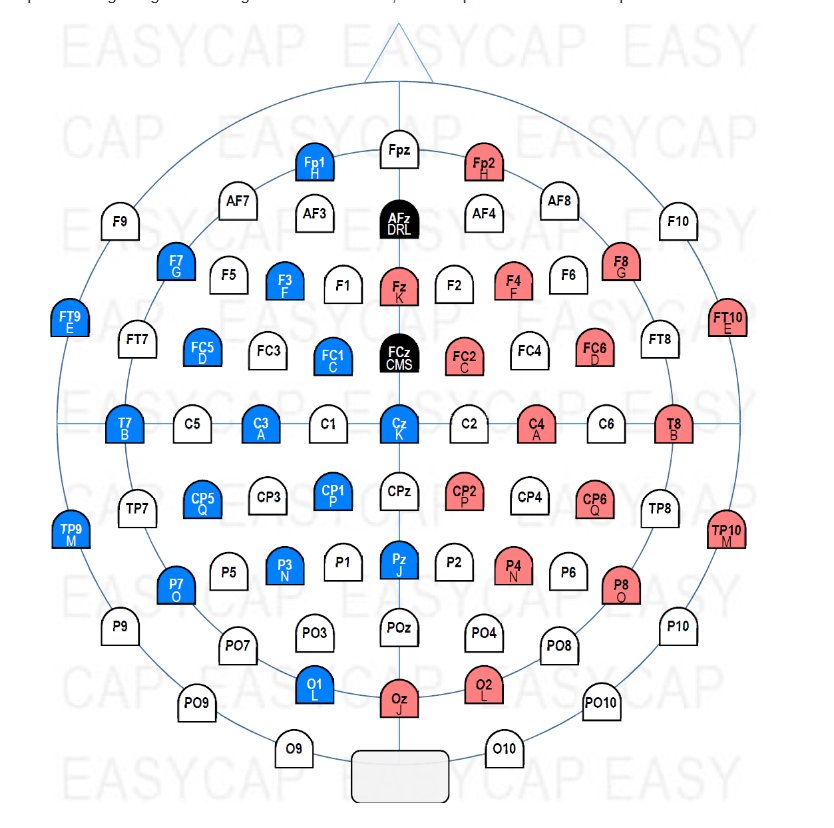 EASYCAP EASYCAP EASY
Fpz
Fp1
H
Fp2
H
CAP EASYCAP EASYCAP
AF7
AF3
AFz
DRL
AF4
AF8
F9
F10
F7
G
F5
F3
F
F1
Fz
K
F2
F4
F
F6
F8
G
FT9
E
FT10
E
FT7
FC5
D
FC3
FC1
C
FCz
CMS
FC2
C
FC4
FC6
D
FT8
T7
B
C5
C3
A
C1
Cz
K
C2
C4
A
C6
T8
B
TP7
CP5
Q
CP3
CP1
P
CPz
CP2
P
CP4
CP6
Q
TP8
TP9
M
TP10
M
P7
O
P5
P3
N
P1
Pz
J
P2
P4
N
P6
P8
O
P9
PO7
PO3
POz
PO4
PO8
P10
O1
L
Oz
J
O2
L
PO9
PO10
O9
O10
EASYCAP EASYCAP EASY